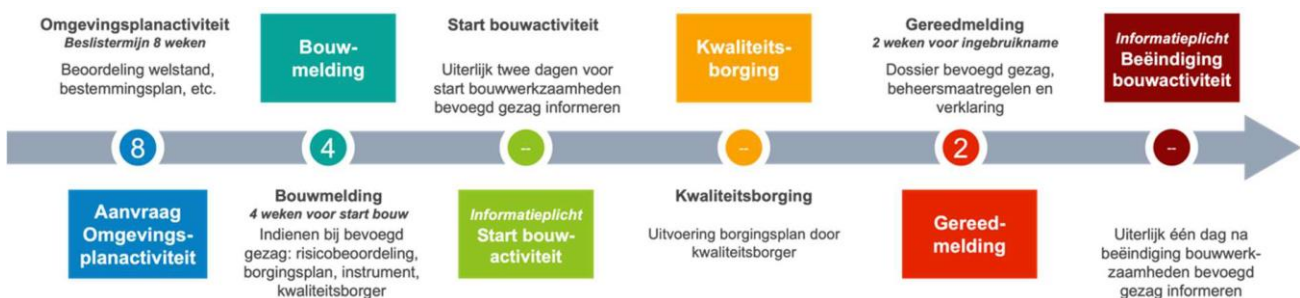 Omgevingsplanactiviteit
Beslistermijn 8 weken
Beoordeling welstand,
bestemmingsplan, etc.
8
Aanvraag
Omgevings-
planactiviteit
Bouw-
melding
4
Bouwmelding
4 weken voor start bouw
Indienen bij bevoegd
gezag: risicobeoordeling,
borgingsplan, instrument,
kwaliteitsborger
Start bouwactiviteit
Uiterlijk twee dagen voor
start bouwwerkzaamheden
bevoegd gezag informeren
--
Informatieplicht
Start bouw-
activiteit
Kwaliteits-
borging
--
Kwaliteitsborging
Uitvoering borgingsplan door
kwaliteitsborger
Gereedmelding
2 weken voor ingebruikname
Dossier bevoegd gezag,
beheersmaatregelen en
verklaring
2
Gereed-
melding
Informatieplicht
Beëindiging
bouwactiviteit
--
Uiterlijk één dag na
beëindiging bouwwerk-
zaamheden bevoegd
gezag informeren